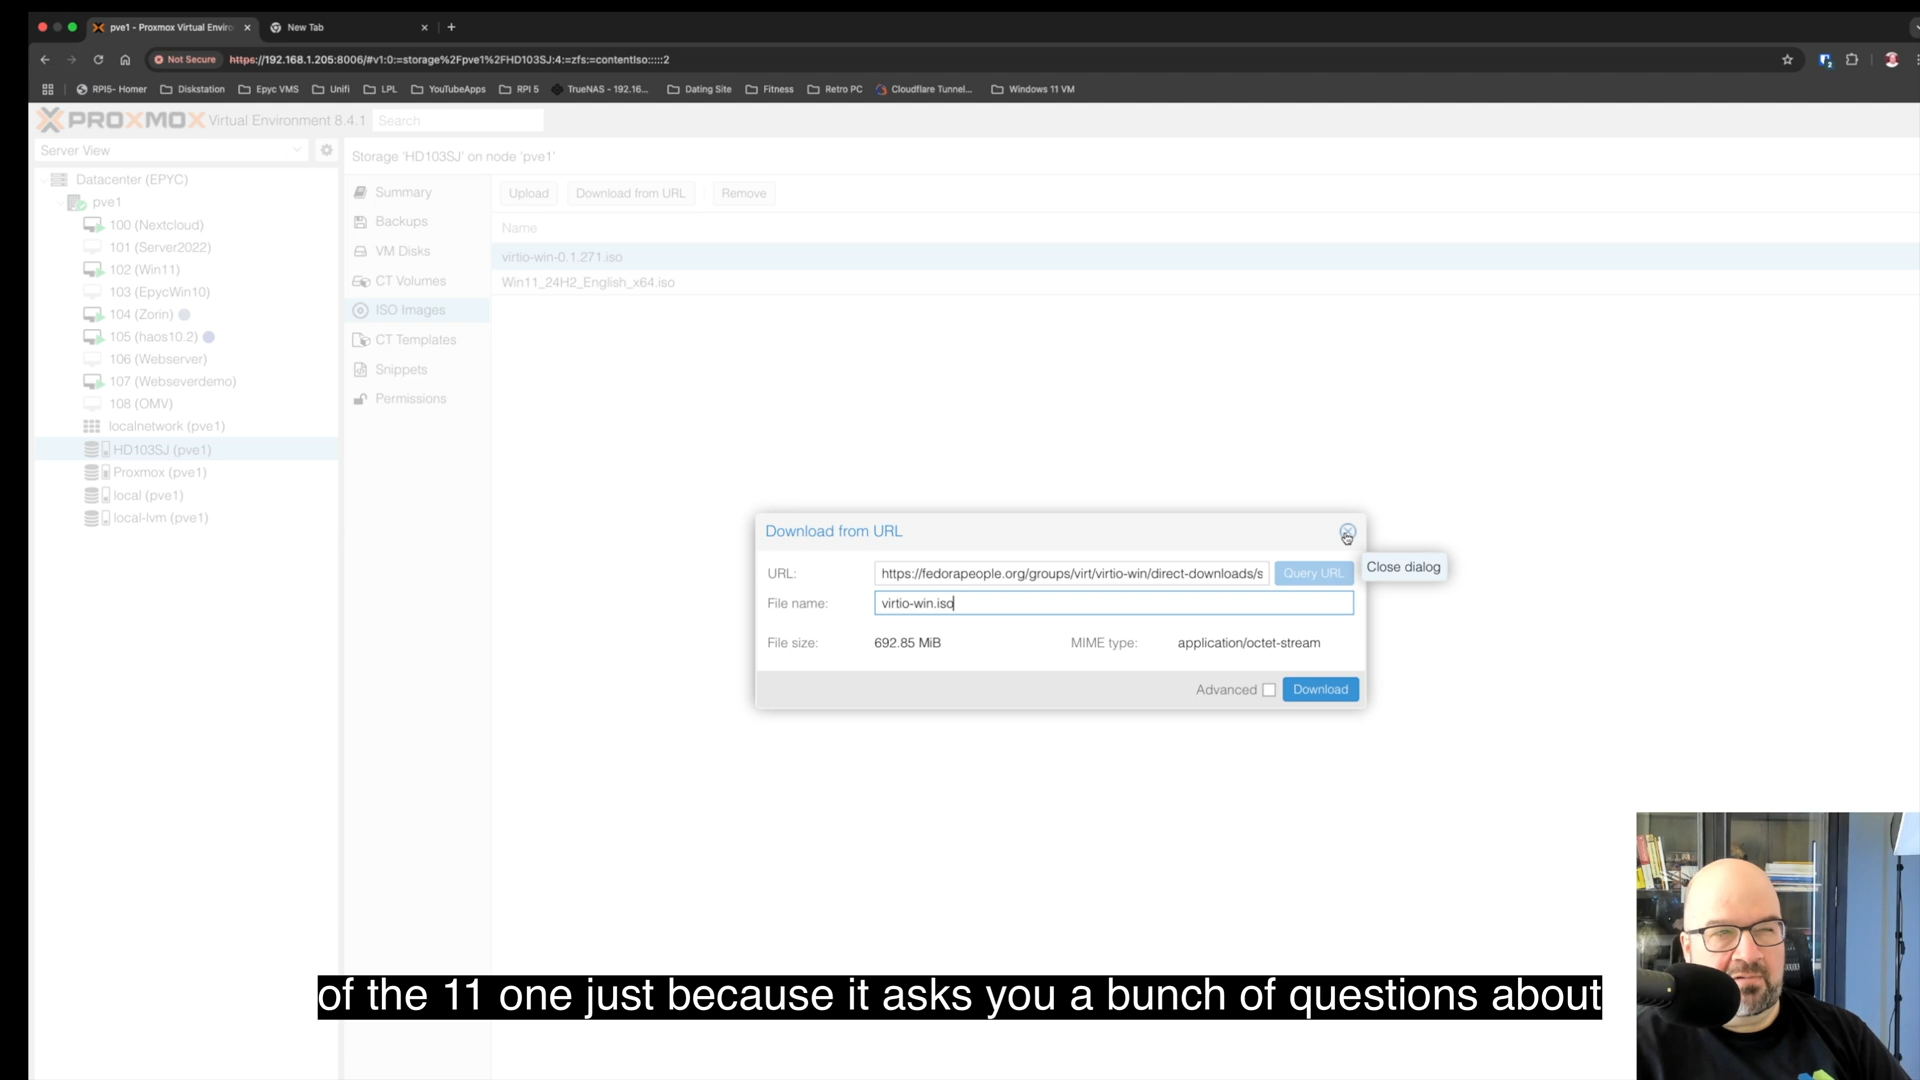 pve1 - Proxmox Virtual Enviro
New Tab
Not Secure
https://192.168.1.205:8006/#v1:0:=storage%2Fpve1%2FHD103SJ:4:=zfs:=contentIso:::::2
RPI5- Homer
Diskstation
Epyc VMS
Unifi
LPL
YouTubeApps
RPI 5
TrueNAS - 192.16...
Dating Site
Fitness
Retro PC
Cloudflare Tunnel...
Windows 11 VM
PROXMOX Virtual Environment 8.4.1
Search
Server View
Storage 'HD103SJ' on node 'pve1'
Datacenter (EPYC)
pve1
100 (Nextcloud)
101 (Server2022)
102 (Win11)
103 (EpycWin10)
104 (Zorin)
105 (haos10.2)
106 (Webserver)
107 (Webseverdemo)
108 (OMV)
localnetwork (pve1)
HD103SJ (pve1)
Proxmox (pve1)
local (pve1)
local-lvm (pve1)
Summary
Backups
VM Disks
CT Volumes
ISO Images
CT Templates
Snippets
Permissions
Upload
Download from URL
Remove
Name
virtio-win-0.1.271.iso
Win11_24H2_English_x64.iso
Download from URL
Close dialog
URL:
https://fedorapeople.org/groups/virt/virtio-win/direct-downloads/s
Query URL
File name:
virtio-win.iso
File size:
692.85 MiB
MIME type:
application/octet-stream
Advanced
Download
of the 11 one just because it asks you a bunch of questions about